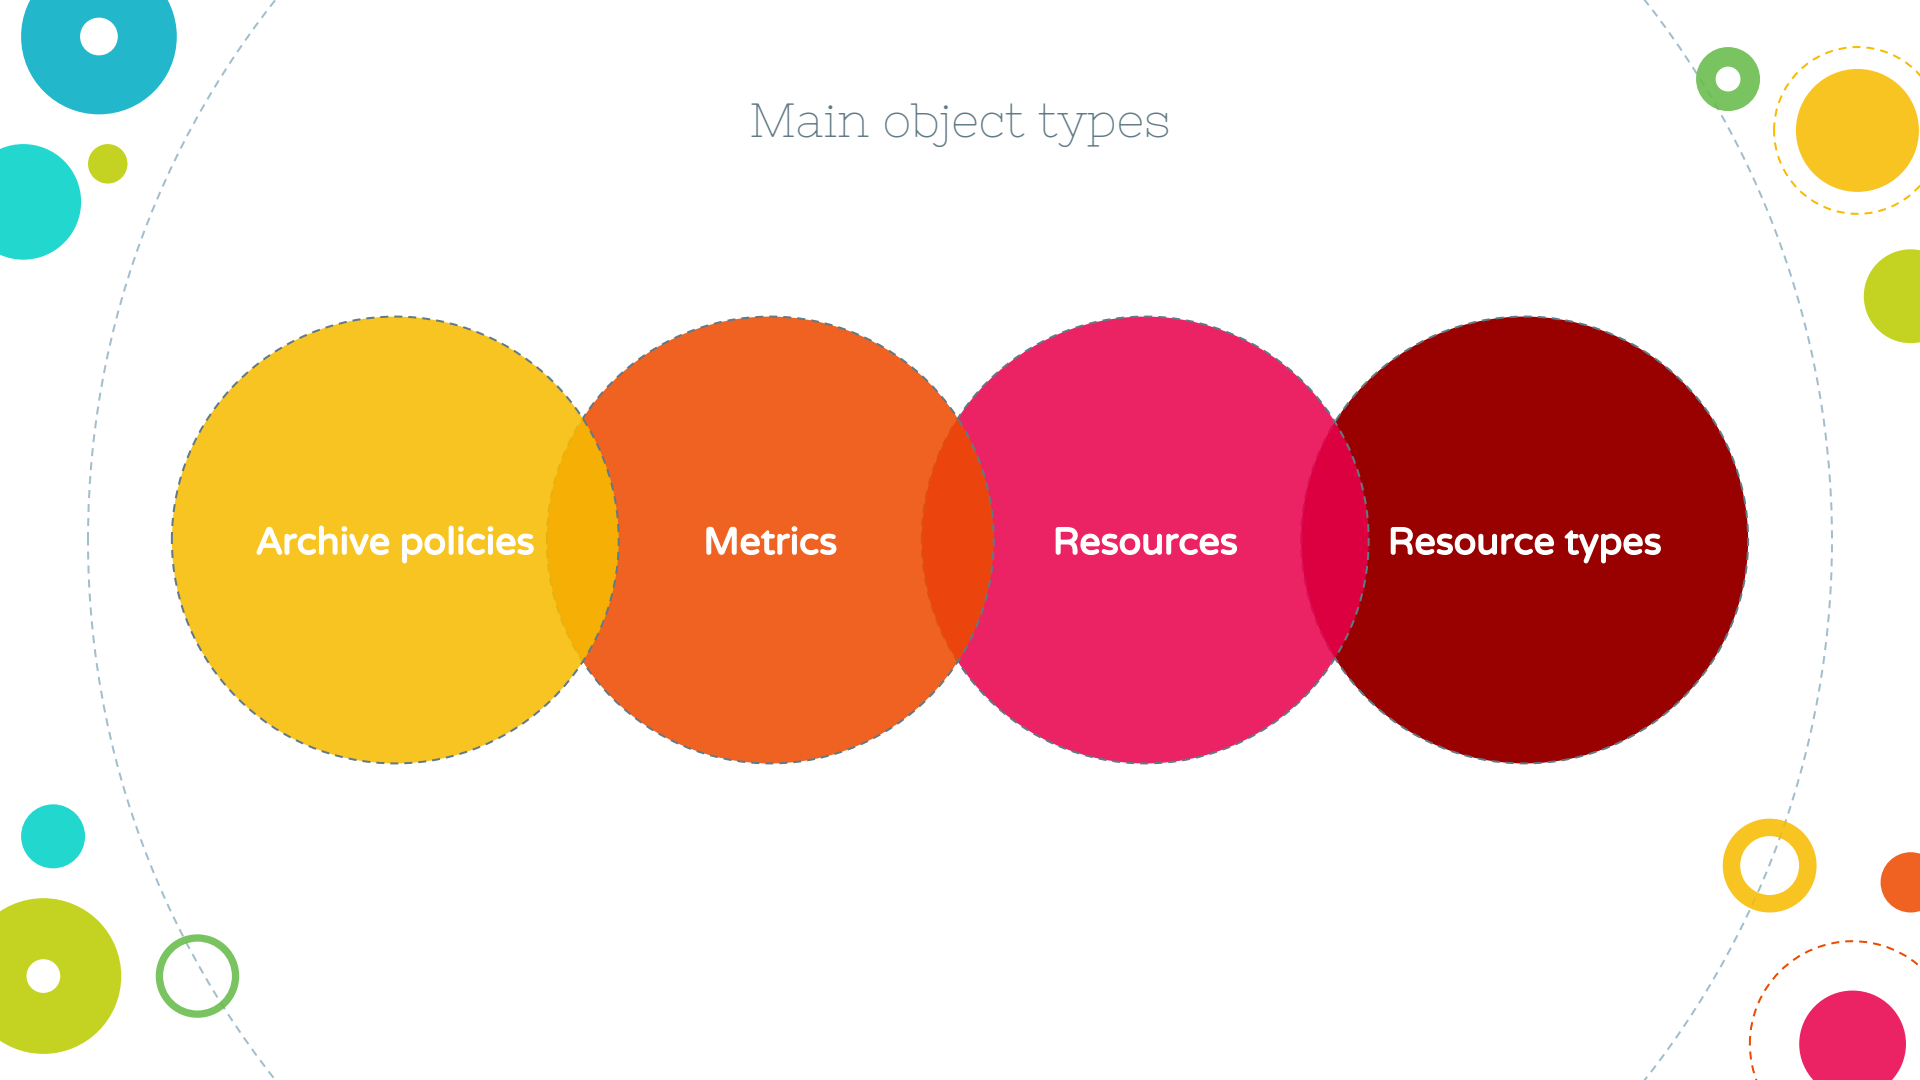 Main object types
Archive policies
Metrics
Resources
Resource types